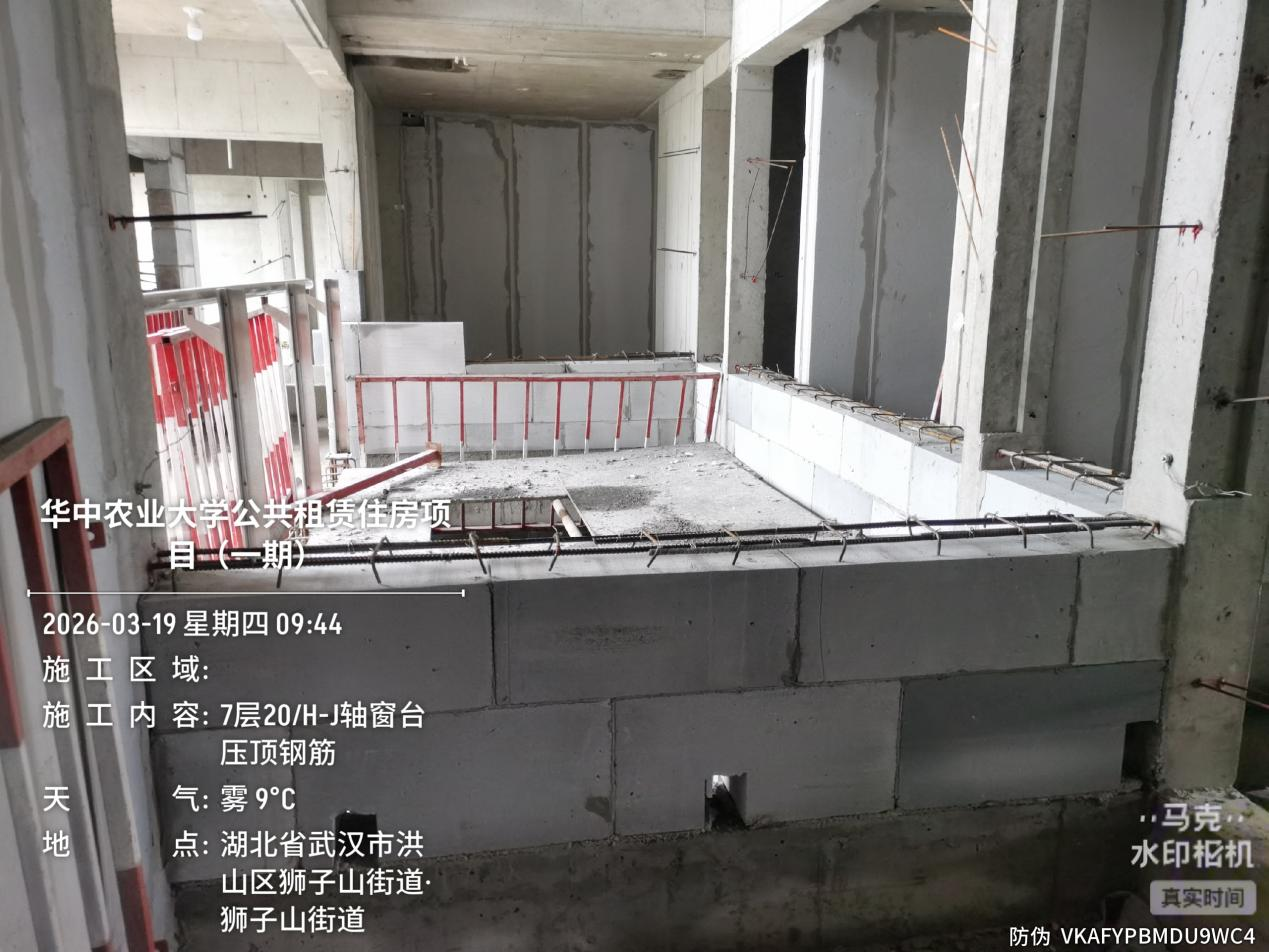 华中农业大学公共租赁住房项
目（一期）
2026-03-19 星期四 09:44
施工区域:
施工内容: 7层20/H-J轴窗台
压顶钢筋
天气: 雾 9°C
地点: 湖北省武汉市洪
山区狮子山街道·
狮子山街道
马克
水印相机
真实时间
防伪 VKAFYPBMDU9WC4